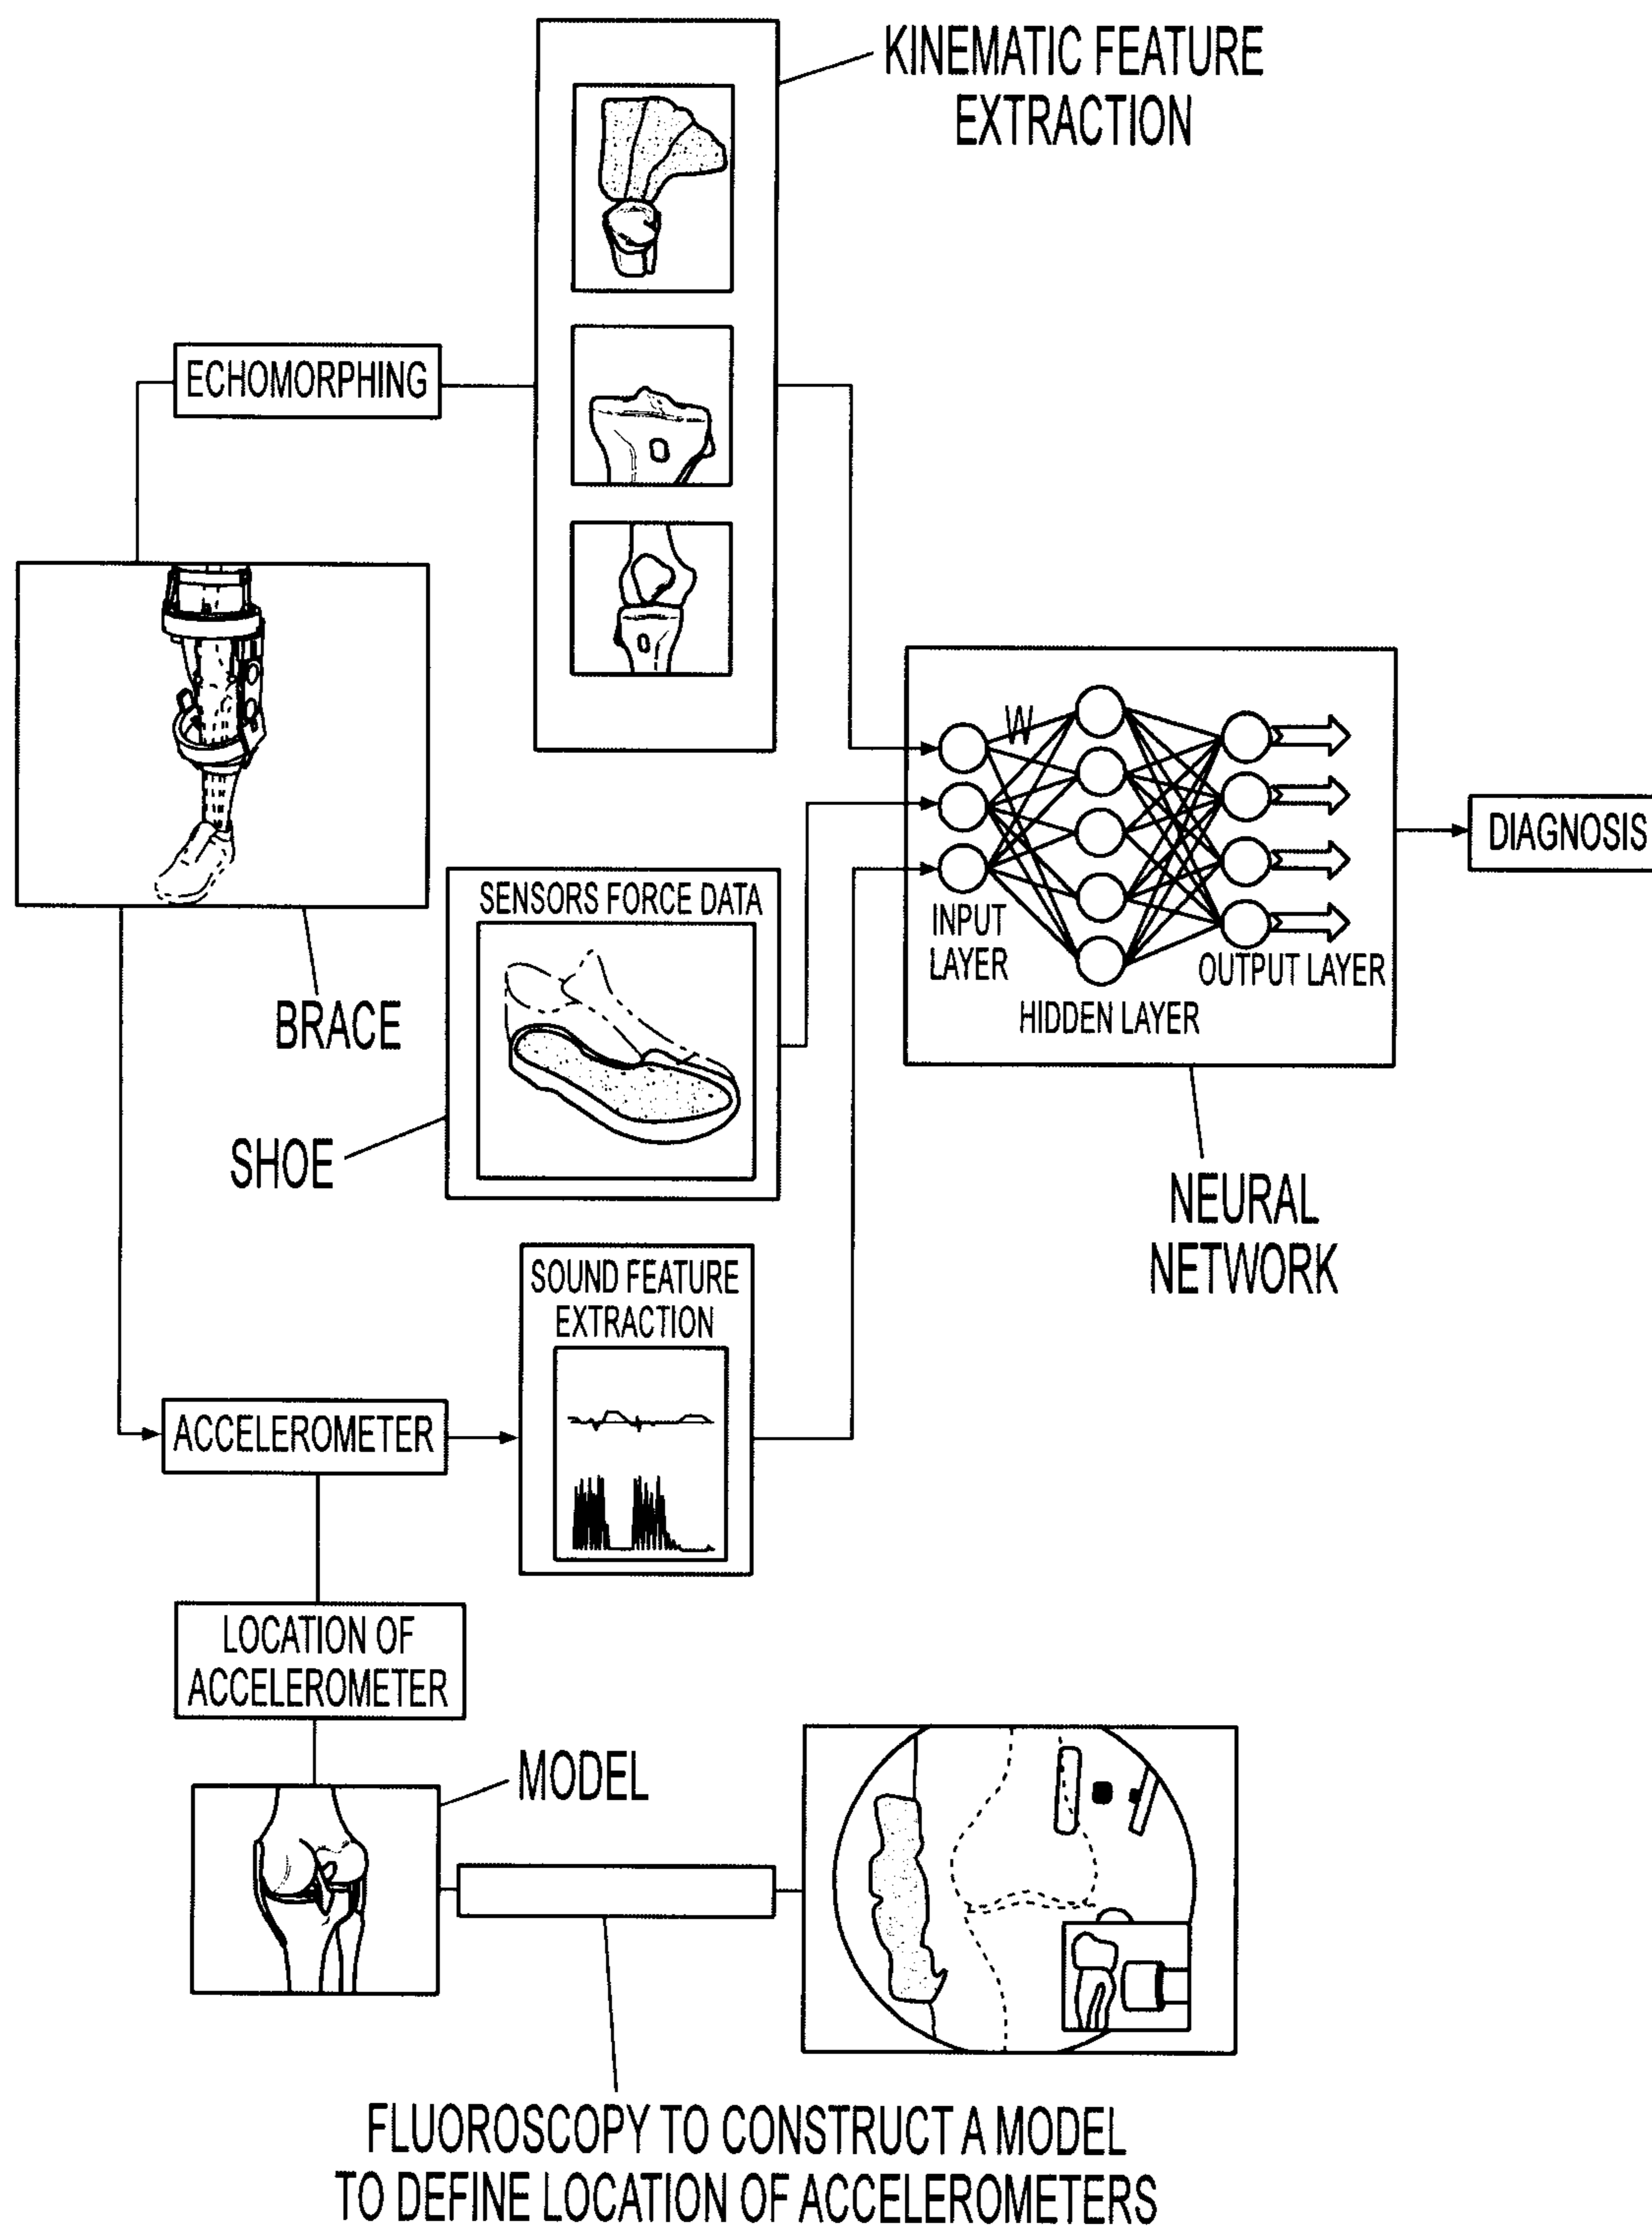 KINEMATIC FEATURE
EXTRACTION
ECHOMORPHING
BRACE
SENSORS FORCE DATA
SHOE
W
INPUT
LAYER
HIDDEN LAYER
OUTPUT LAYER
DIAGNOSIS
NEURAL
NETWORK
SOUND FEATURE
EXTRACTION
ACCELEROMETER
LOCATION OF
ACCELEROMETER
MODEL
FLUOROSCOPY TO CONSTRUCT A MODEL
TO DEFINE LOCATION OF ACCELEROMETERS